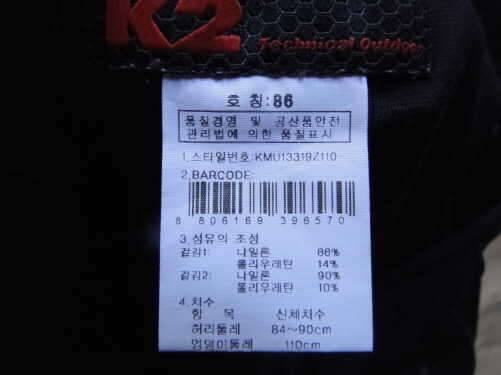 K2
Technical Outdoor
호 칭:86
품질경영 및 공산품안전
관리법에 의한 품질표시
1.스타일번호:KMU13319Z110
2.BARCODE:
8 806169 396570
3.섬유의 조성
겉감1: 나일론 86%
폴리우레탄 14%
겉감2: 나일론 90%
폴리우레탄 10%
4.치수
항 목 신체치수
허리둘레 84~90cm
엉덩이둘레 110cm